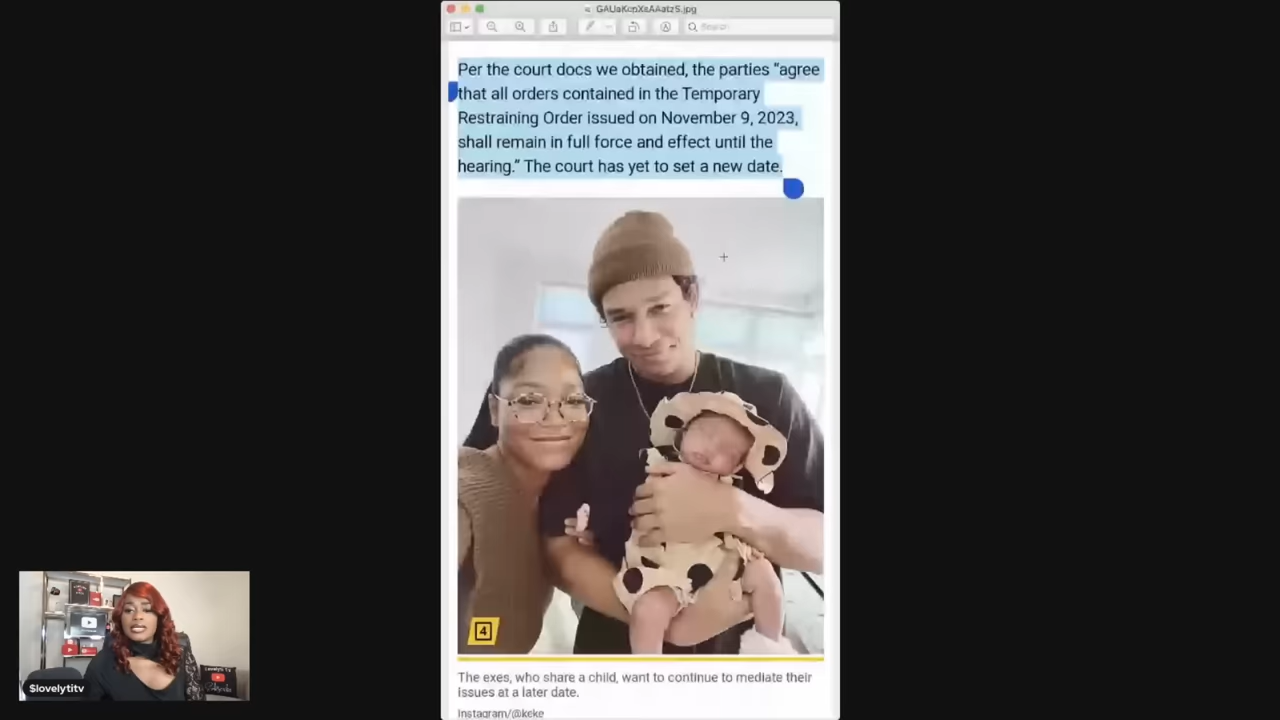 GAUaKcpXsAAatzS.jpg
Search
Per the court docs we obtained, the parties “agree
that all orders contained in the Temporary
Restraining Order issued on November 9, 2023,
shall remain in full force and effect until the
hearing.” The court has yet to set a new date.
4
The exes, who share a child, want to continue to mediate their
issues at a later date.
Instagram/@keke
$lovelytitv